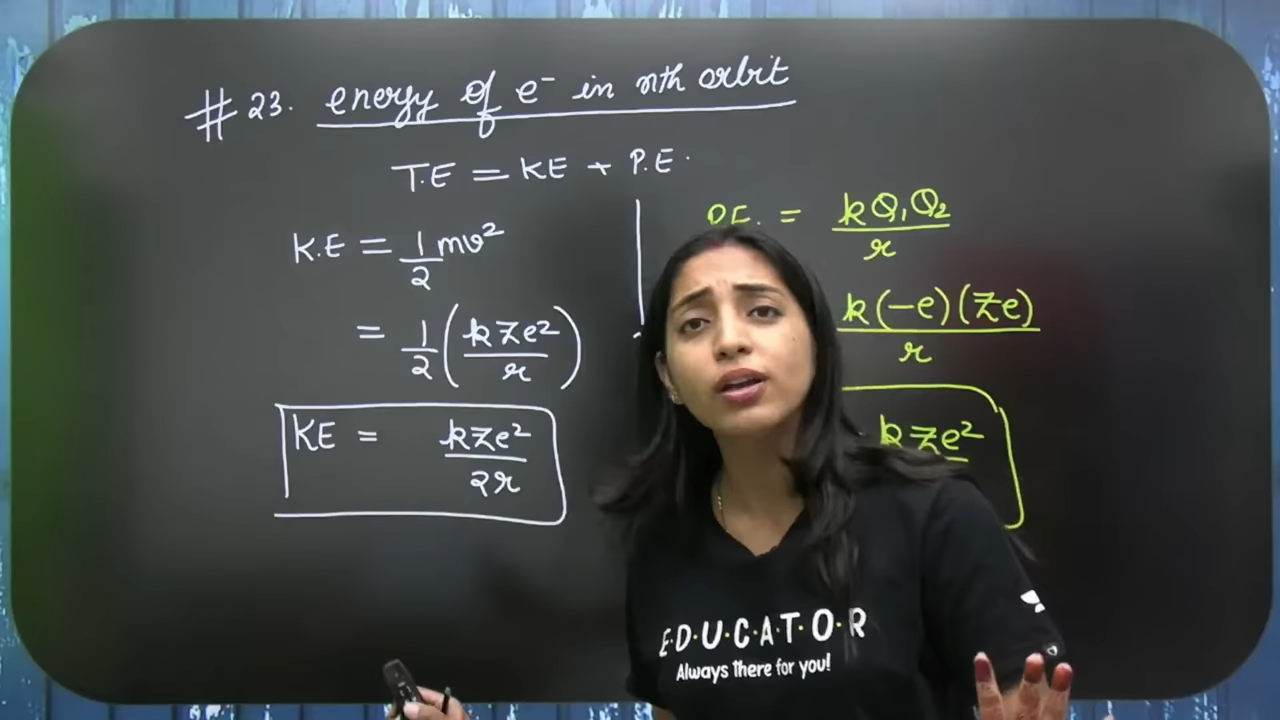 # 23. energy of e⁻ in nth orbit
T.E = KE + P.E.
K.E = 1/2 mv²
= 1/2 (kZe²/r)
KE = kZe²/2r
P.E. = kQ₁Q₂/r
k(-e)(Ze)/r
kZe²
E·D·U·C·A·T·O·R
Always there for you!